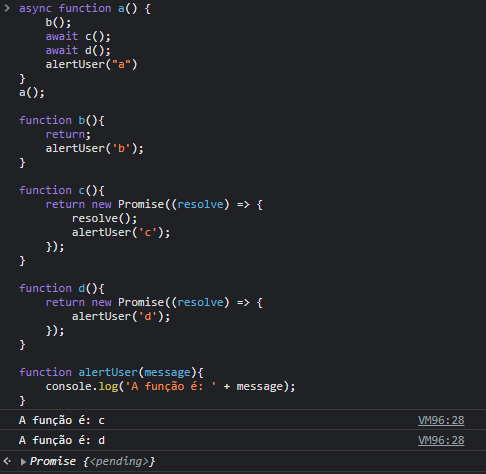 async function a() {
    b();
    await c();
    await d();
    alertUser("a")
}
a();

function b(){
    return;
    alertUser('b');
}

function c(){
    return new Promise((resolve) => {
        resolve();
        alertUser('c');
    });
}

function d(){
    return new Promise((resolve) => {
        alertUser('d');
    });
}

function alertUser(message){
    console.log('A função é: ' + message);
}
A função é: c VM96:28
A função é: d VM96:28
Promise {<pending>}